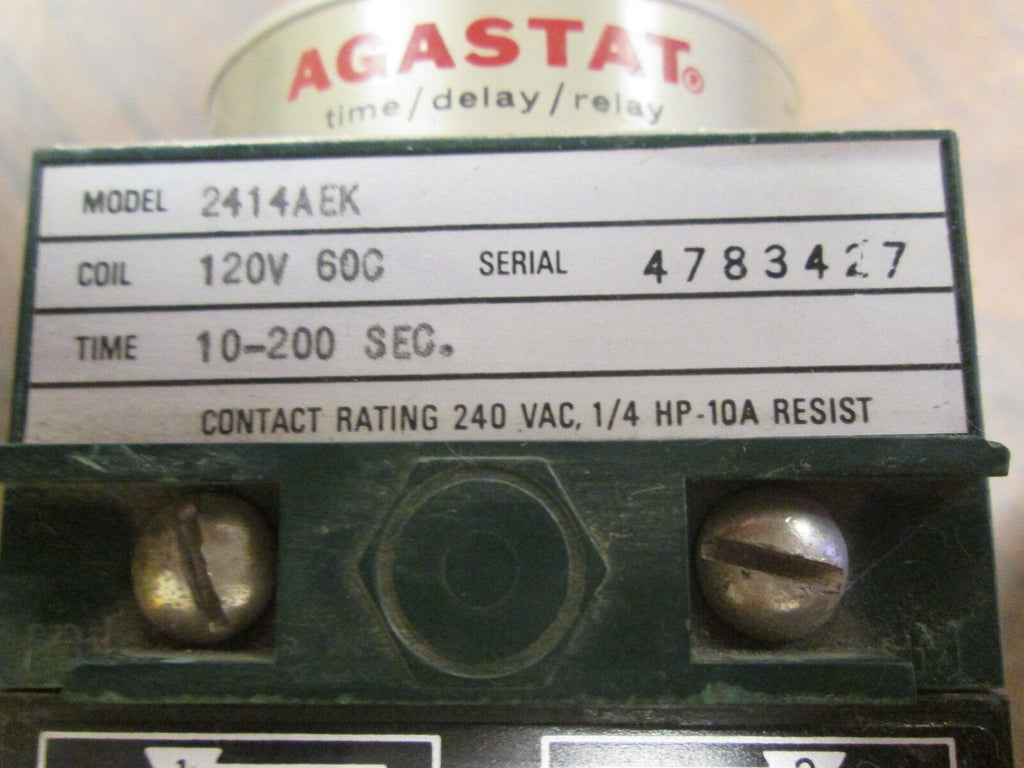 AGASTAT®
time/delay/relay
MODEL 2414AEK
COIL 120V 60C SERIAL 4783427
TIME 10-200 SEC.
CONTACT RATING 240 VAC, 1/4 HP-10A RESIST